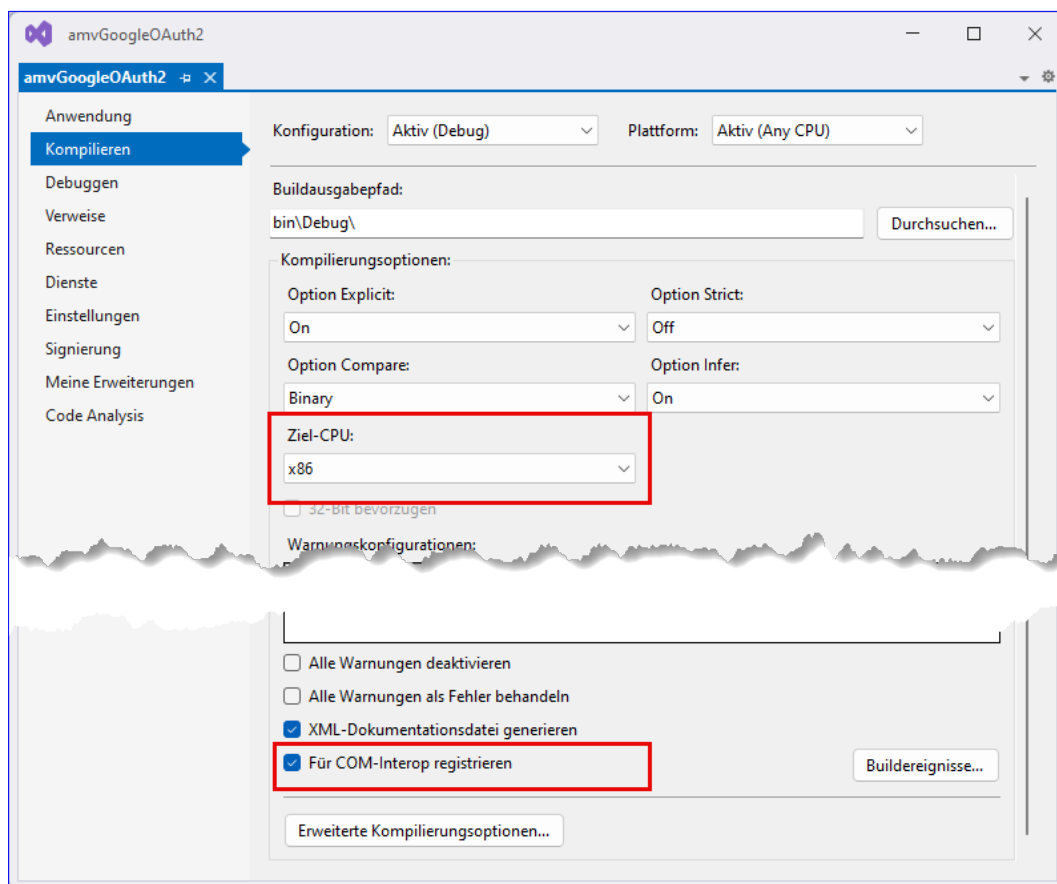 amvGoogleOAuth2
amvGoogleOAuth2
Anwendung
Kompilieren
Debuggen
Verweise
Ressourcen
Dienste
Einstellungen
Signierung
Meine Erweiterungen
Code Analysis
Konfiguration: Aktiv (Debug) Plattform: Aktiv (Any CPU)
Buildausgabepfad:
bin\Debug\ Durchsuchen...
Kompilierungsoptionen:
Option Explicit: Option Strict:
On Off
Option Compare: Option Infer:
Binary On
Ziel-CPU:
x86
32-Bit bevorzugen
Warnungskonfigurationen:
Alle Warnungen deaktivieren
Alle Warnungen als Fehler behandeln
XML-Dokumentationsdatei generieren
Für COM-Interop registrieren Buildereignisse...
Erweiterte Kompilierungsoptionen...